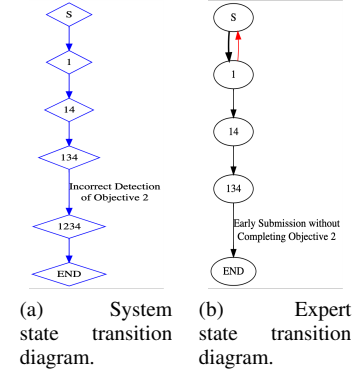 S
1
14
134
Incorrect Detection
of Objective 2
1234
END
(a) System
state transition
diagram.
S
1
14
134
Early Submission without
Completing Objective 2
END
(b) Expert
state transition
diagram.